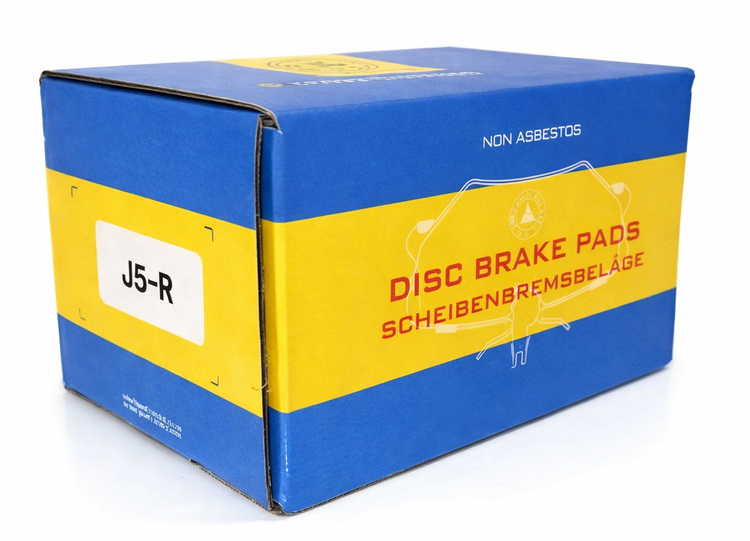 NON ASBESTOS
DISC BRAKE PADS
SCHEIBENBREMSBELÄGE
J5-R